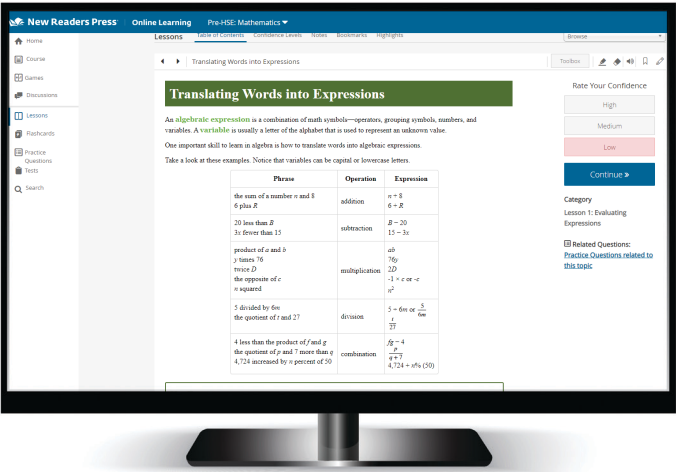 New Readers Press Online Learning Pre-HSE: Mathematics
Home
Course
Games
Discussions
Lessons
Flashcards
Practice
Questions
Tests
Search
Lessons Table of Contents Confidence Levels Notes Bookmarks Highlights
Browse
Translating Words into Expressions
Toolbox
Translating Words into Expressions
An algebraic expression is a combination of math symbols—operators, grouping symbols, numbers, and
variables. A variable is usually a letter of the alphabet that is used to represent an unknown value.
One important skill to learn in algebra is how to translate words into algebraic expressions.
Take a look at these examples. Notice that variables can be capital or lowercase letters.
Phrase Operation Expression
the sum of a number n and 8
6 plus R
addition
n + 8
6 + R
20 less than B
3x fewer than 15
subtraction
B − 20
15 − 3x
product of a and b
y times 76
twice D
the opposite of c
n squared
multiplication
ab
76y
2D
-1 × c or -c
n²
5 divided by 6m
the quotient of t and 27
division
5 ÷ 6m or 5/6m
t/27
4 less than the product of f and g
the quotient of p and 7 more than q
4,724 increased by n percent of 50
combination
fg − 4
p/q + 7
4,724 + n% (50)
Rate Your Confidence
High
Medium
Low
Continue »
Category
Lesson 1: Evaluating
Expressions
Related Questions:
Practice Questions related to
this topic